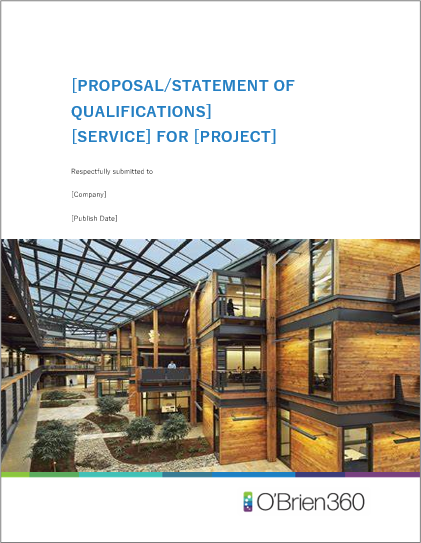 [PROPOSAL/STATEMENT OF
QUALIFICATIONS]
[SERVICE] FOR [PROJECT]
Respectfully submitted to
[Company]
[Publish Date]
O'Brien360